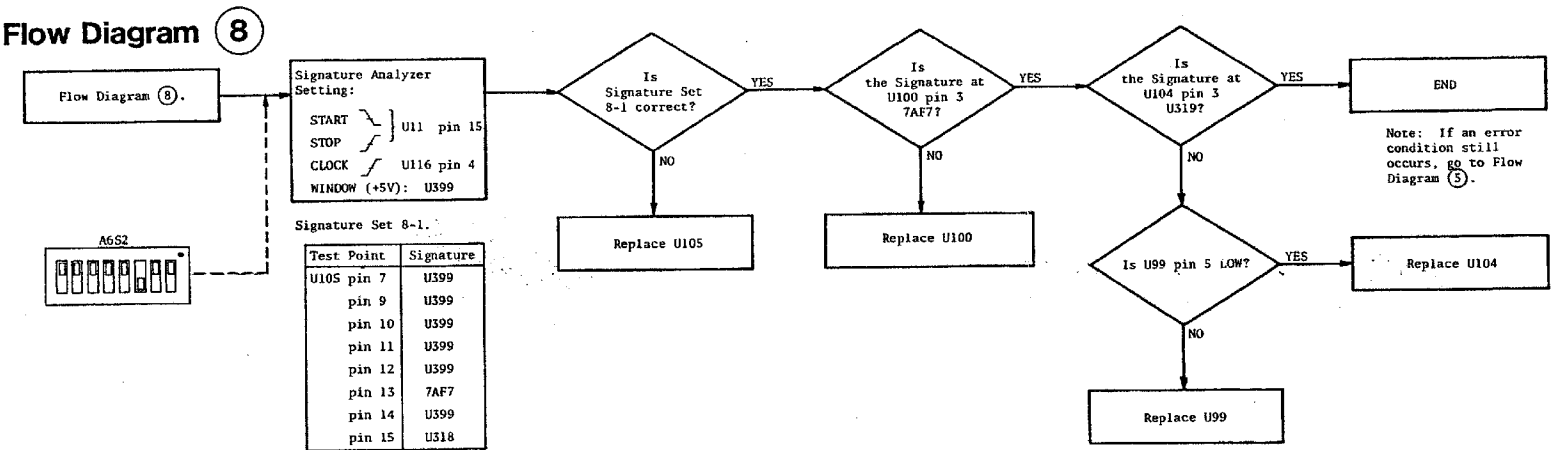 Flow Diagram 8
Flow Diagram 8.
A6S2
Signature Analyzer
Setting:
START
STOP
U11 pin 15
CLOCK U116 pin 4
WINDOW (+5V): U399
Signature Set 8-1.
Test Point Signature
U105 pin 7 U399
pin 9 U399
pin 10 U399
pin 11 U399
pin 12 U399
pin 13 7AF7
pin 14 U399
pin 15 U318
Is
Signature Set
8-1 correct?
YES
NO
Replace U105
Is
the Signature at
U100 pin 3
7AF7?
YES
NO
Replace U100
Is
the Signature at
U104 pin 3
U319?
YES
NO
END
Note: If an error
condition still
occurs, go to Flow
Diagram 5.
Is U99 pin 5 LOW?
YES
NO
Replace U104
Replace U99